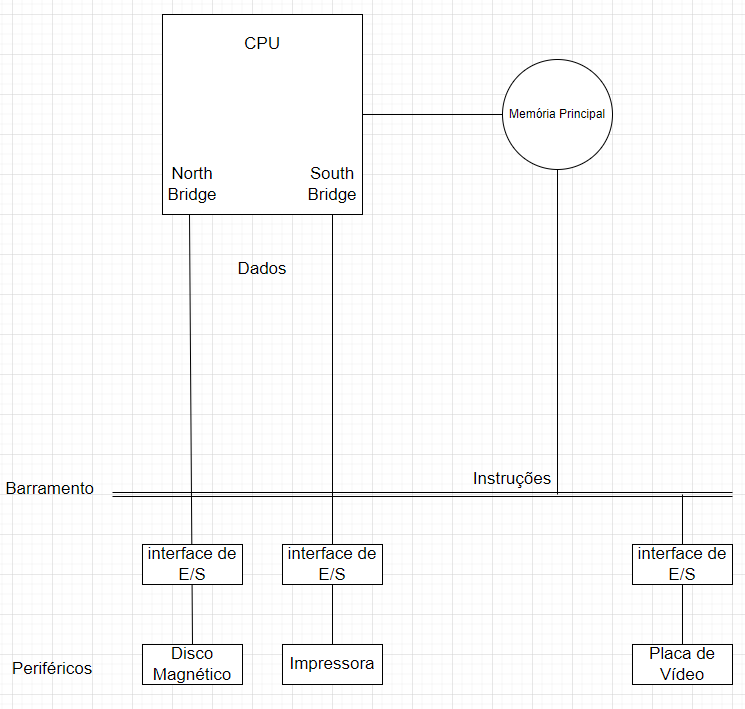 CPU
Memória Principal
North
Bridge
South
Bridge
Dados
Instruções
Barramento
interface de
E/S
interface de
E/S
interface de
E/S
Periféricos
Disco
Magnético
Impressora
Placa de
Vídeo